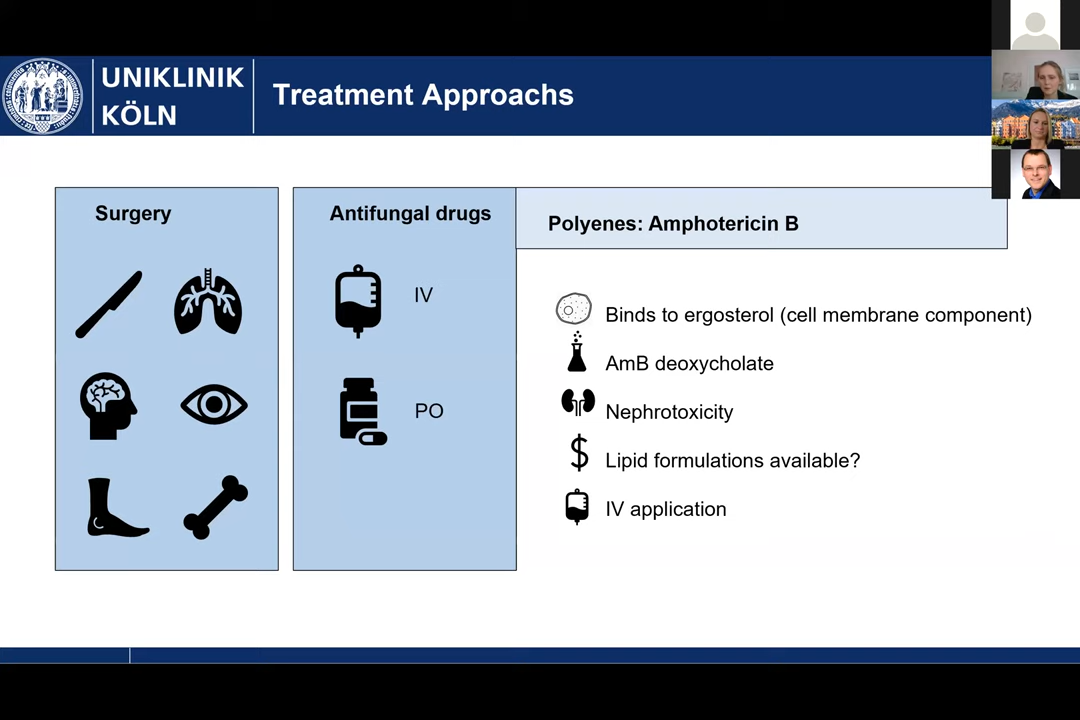 UNIKLINIK
KÖLN
Treatment Approachs
Surgery
Antifungal drugs
IV
PO
Polyenes: Amphotericin B
Binds to ergosterol (cell membrane component)
AmB deoxycholate
Nephrotoxicity
$ Lipid formulations available?
IV application